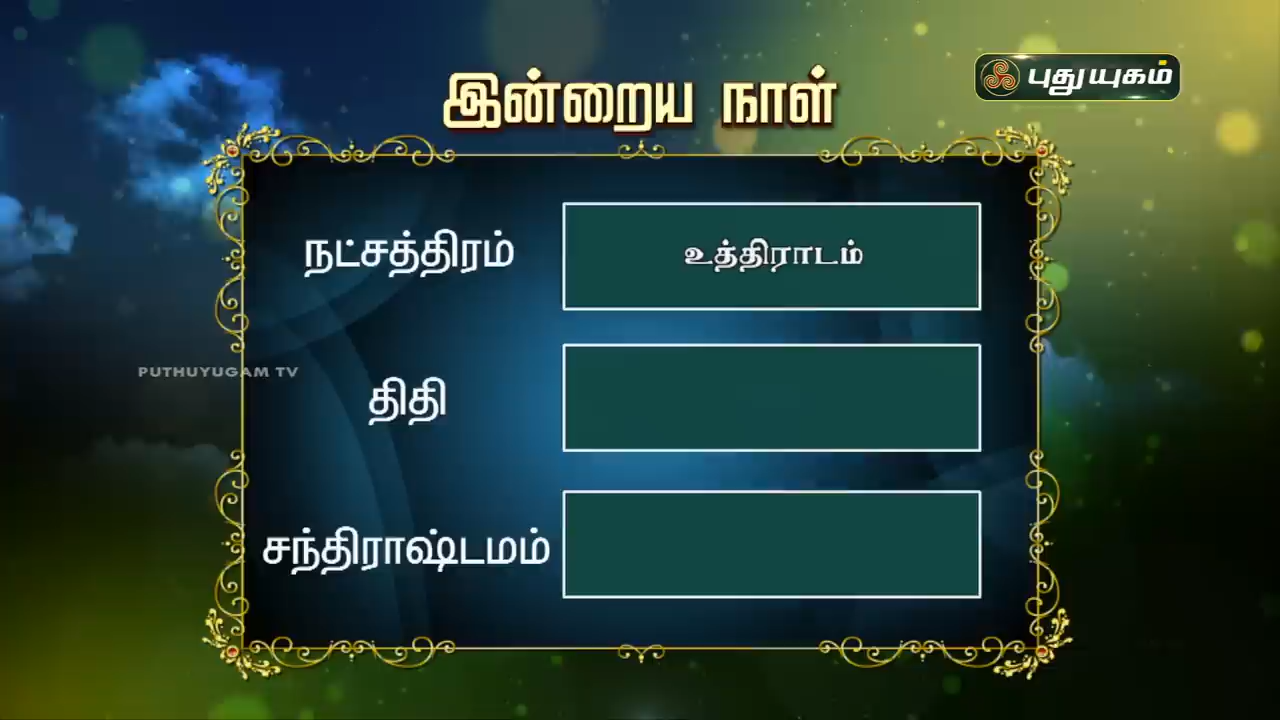 இன்றைய நாள்
புதுயுகம்
நட்சத்திரம்
உத்திராடம்
PUTHUYUGAM TV
திதி
சந்திராஷ்டமம்